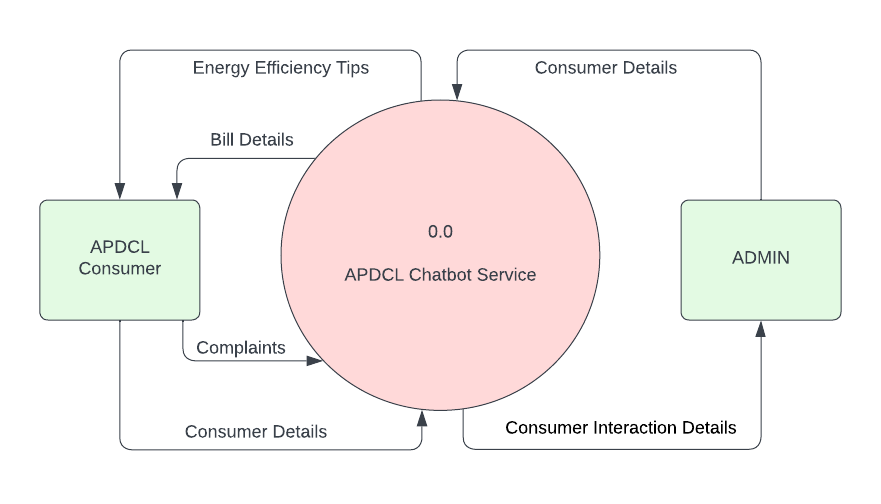 Energy Efficiency Tips
Consumer Details
Bill Details
0.0
APDCL Chatbot Service
APDCL
Consumer
ADMIN
Complaints
Consumer Details
Consumer Interaction Details